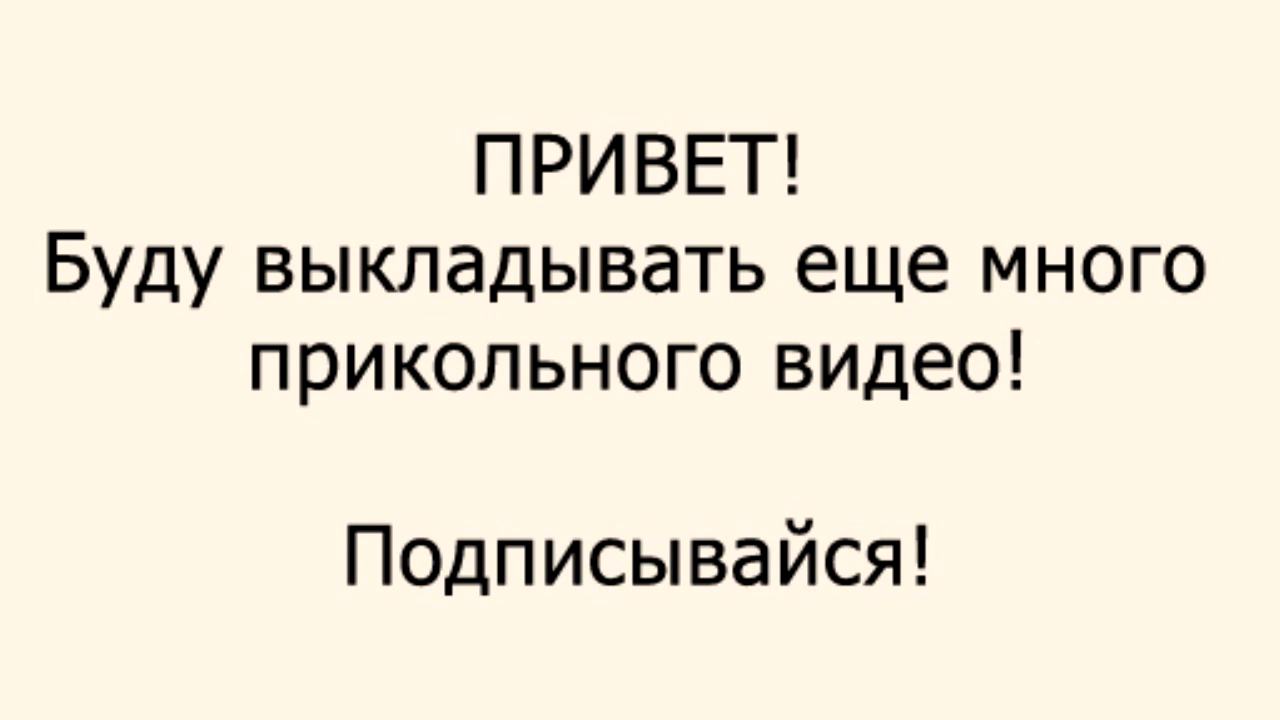 ПРИВЕТ!
Буду выкладывать еще много
прикольного видео!
Подписывайся!